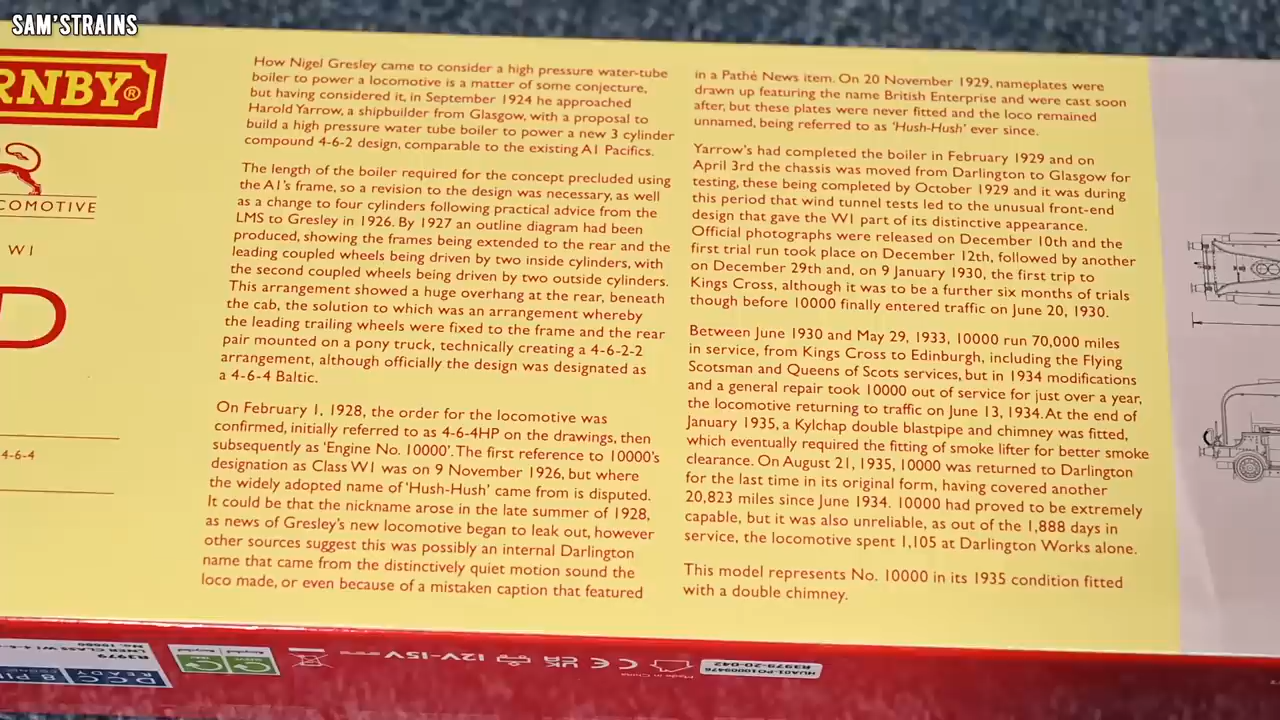 SAM'STRAINS
RNBY®
COMOTIVE
W1
D
4-6-4
How Nigel Gresley came to consider a high pressure water-tube
boiler to power a locomotive is a matter of some conjecture,
but having considered it, in September 1924 he approached
Harold Yarrow, a shipbuilder from Glasgow, with a proposal to
build a high pressure water tube boiler to power a new 3 cylinder
compound 4-6-2 design, comparable to the existing A1 Pacifics.
The length of the boiler required for the concept precluded using
the A1's frame, so a revision to the design was necessary, as well
as a change to four cylinders following practical advice from the
LMS to Gresley in 1926. By 1927 an outline diagram had been
produced, showing the frames being extended to the rear and the
leading coupled wheels being driven by two inside cylinders, with
the second coupled wheels being driven by two outside cylinders.
This arrangement showed a huge overhang at the rear, beneath
the cab, the solution to which was an arrangement whereby
the leading trailing wheels were fixed to the frame and the rear
pair mounted on a pony truck, technically creating a 4-6-2-2
arrangement, although officially the design was designated as
a 4-6-4 Baltic.
On February 1, 1928, the order for the locomotive was
confirmed, initially referred to as 4-6-4HP on the drawings, then
subsequently as 'Engine No. 10000'. The first reference to 10000's
designation as Class W1 was on 9 November 1926, but where
the widely adopted name of 'Hush-Hush' came from is disputed.
It could be that the nickname arose in the late summer of 1928,
as news of Gresley's new locomotive began to leak out, however
other sources suggest this was possibly an internal Darlington
name that came from the distinctively quiet motion sound the
loco made, or even because of a mistaken caption that featured
in a Pathé News item. On 20 November 1929, nameplates were
drawn up featuring the name British Enterprise and were cast soon
after, but these plates were never fitted and the loco remained
unnamed, being referred to as 'Hush-Hush' ever since.
Yarrow's had completed the boiler in February 1929 and on
April 3rd the chassis was moved from Darlington to Glasgow for
testing, these being completed by October 1929 and it was during
this period that wind tunnel tests led to the unusual front-end
design that gave the W1 part of its distinctive appearance.
Official photographs were released on December 10th and the
first trial run took place on December 12th, followed by another
on December 29th and, on 9 January 1930, the first trip to
Kings Cross, although it was to be a further six months of trials
though before 10000 finally entered traffic on June 20, 1930.
Between June 1930 and May 29, 1933, 10000 run 70,000 miles
in service, from Kings Cross to Edinburgh, including the Flying
Scotsman and Queens of Scots services, but in 1934 modifications
and a general repair took 10000 out of service for just over a year,
the locomotive returning to traffic on June 13, 1934. At the end of
January 1935, a Kylchap double blastpipe and chimney was fitted,
which eventually required the fitting of smoke lifter for better smoke
clearance. On August 21, 1935, 10000 was returned to Darlington
for the last time in its original form, having covered another
20,823 miles since June 1934. 10000 had proved to be extremely
capable, but it was also unreliable, as out of the 1,888 days in
service, the locomotive spent 1,105 at Darlington Works alone.
This model represents No. 10000 in its 1935 condition fitted
with a double chimney.
R3979
DCC
READY
8 PIN
12V-15V
UKCA CE
Made in China
R3979-20-042